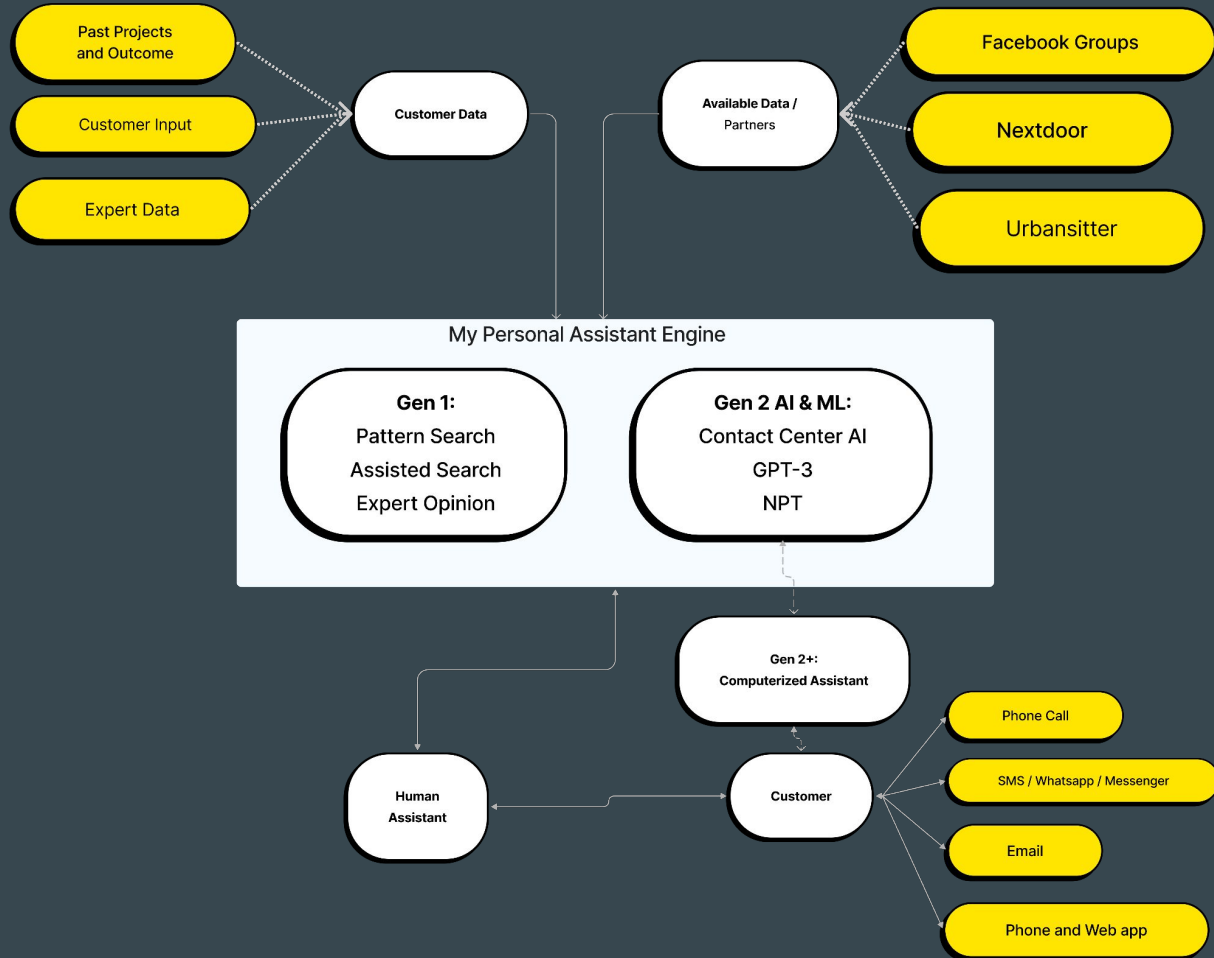 Past Projects
and Outcome
Customer Input
Expert Data
Customer Data
Available Data /
Partners
Facebook Groups
Nextdoor
Urbansitter
My Personal Assistant Engine
Gen 1:
Pattern Search
Assisted Search
Expert Opinion
Gen 2 AI & ML:
Contact Center AI
GPT-3
NPT
Gen 2+:
Computerized Assistant
Human
Assistant
Customer
Phone Call
SMS / Whatsapp / Messenger
Email
Phone and Web app